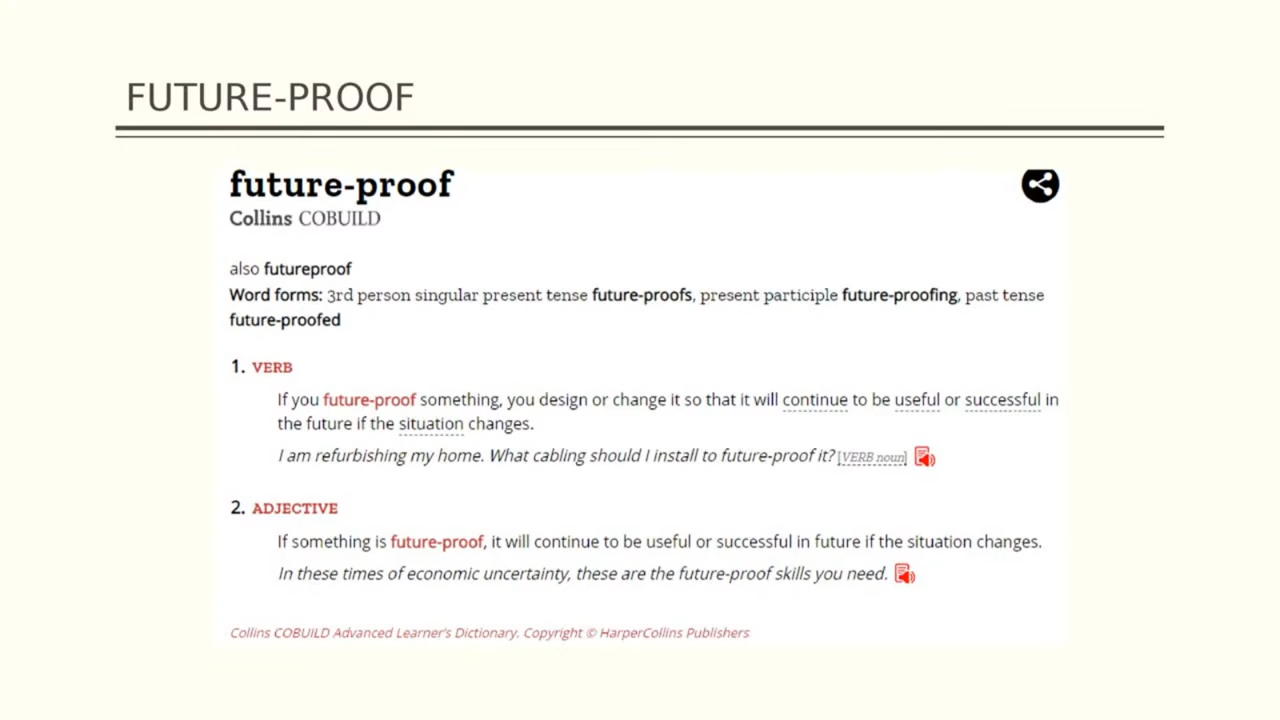 FUTURE-PROOF
future-proof
Collins COBUILD
also futureproof
Word forms: 3rd person singular present tense future-proofs, present participle future-proofing, past tense
future-proofed
1. VERB
If you future-proof something, you design or change it so that it will continue to be useful or successful in
the future if the situation changes.
I am refurbishing my home. What cabling should I install to future-proof it? [VERB noun]
2. ADJECTIVE
If something is future-proof, it will continue to be useful or successful in future if the situation changes.
In these times of economic uncertainty, these are the future-proof skills you need.
Collins COBUILD Advanced Learner's Dictionary. Copyright © HarperCollins Publishers